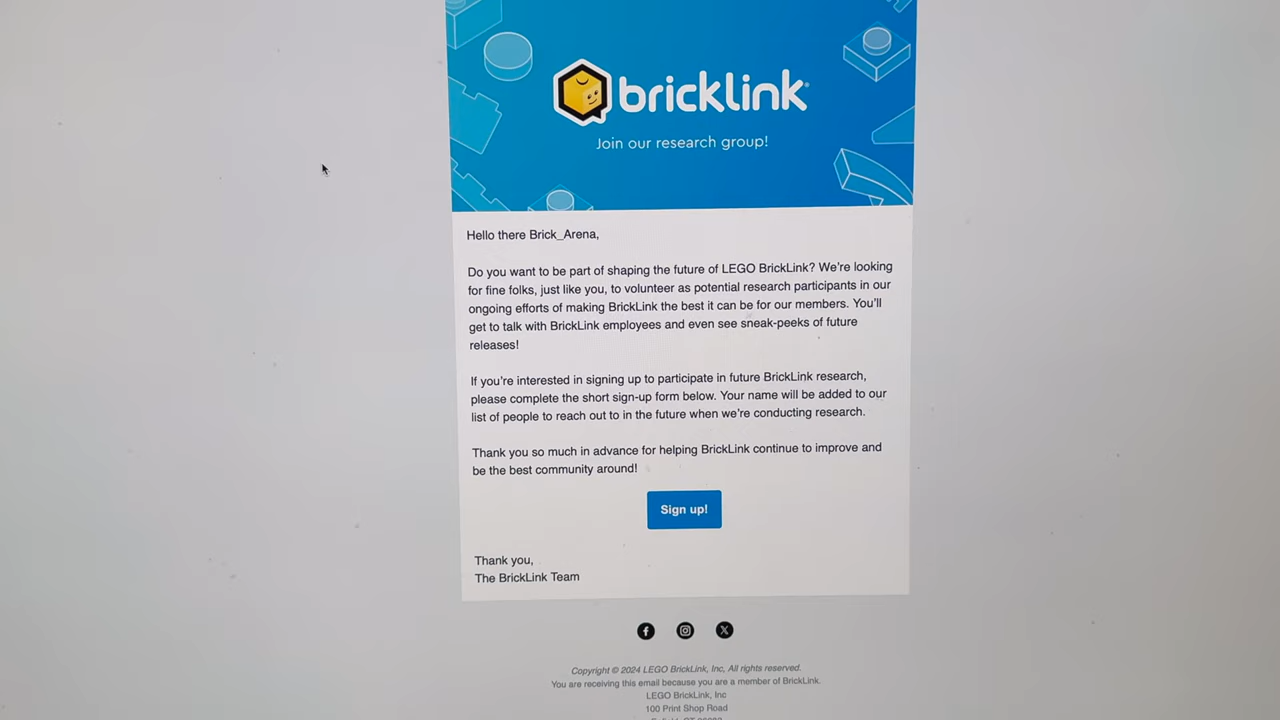 bricklink
Join our research group!
Hello there Brick_Arena,
Do you want to be part of shaping the future of LEGO BrickLink? We're looking
for fine folks, just like you, to volunteer as potential research participants in our
ongoing efforts of making BrickLink the best it can be for our members. You'll
get to talk with BrickLink employees and even see sneak-peeks of future
releases!
If you're interested in signing up to participate in future BrickLink research,
please complete the short sign-up form below. Your name will be added to our
list of people to reach out to in the future when we're conducting research.
Thank you so much in advance for helping BrickLink continue to improve and
be the best community around!
Sign up!
Thank you,
The BrickLink Team
Copyright © 2024 LEGO BrickLink, Inc, All rights reserved.
You are receiving this email because you are a member of BrickLink.
LEGO BrickLink, Inc
100 Print Shop Road